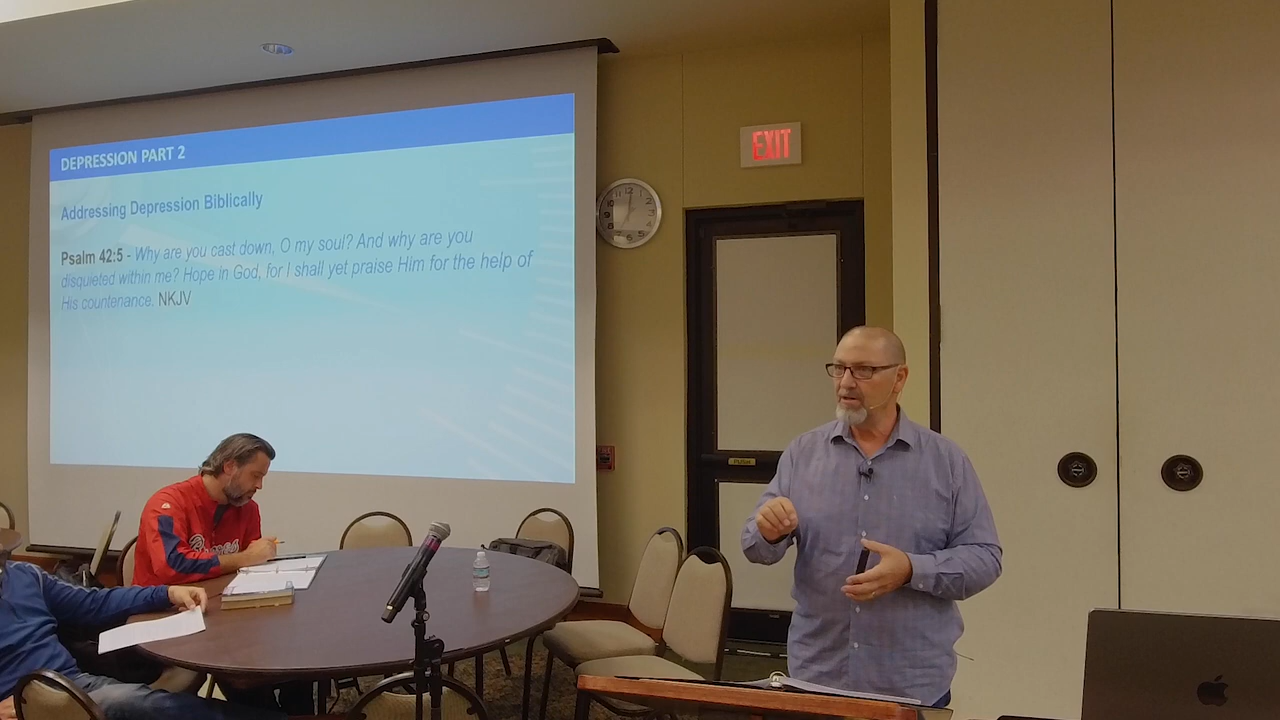 DEPRESSION PART 2
Addressing Depression Biblically
Psalm 42:5 - Why are you cast down, O my soul? And why are you
disquieted within me? Hope in God, for I shall yet praise Him for the help of
His countenance. NKJV
EXIT
PUSH